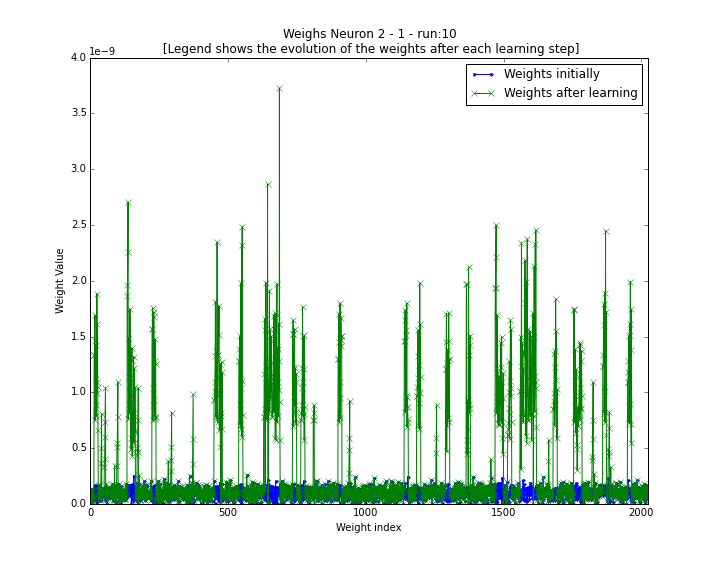 Weighs Neuron 2 - 1 - run:10
[Legend shows the evolution of the weights after each learning step]
1e−9
Weights initially
Weights after learning
4.0
3.5
3.0
2.5
2.0
1.5
1.0
0.5
0.0
Weight Value
0 500 1000 1500 2000
Weight index